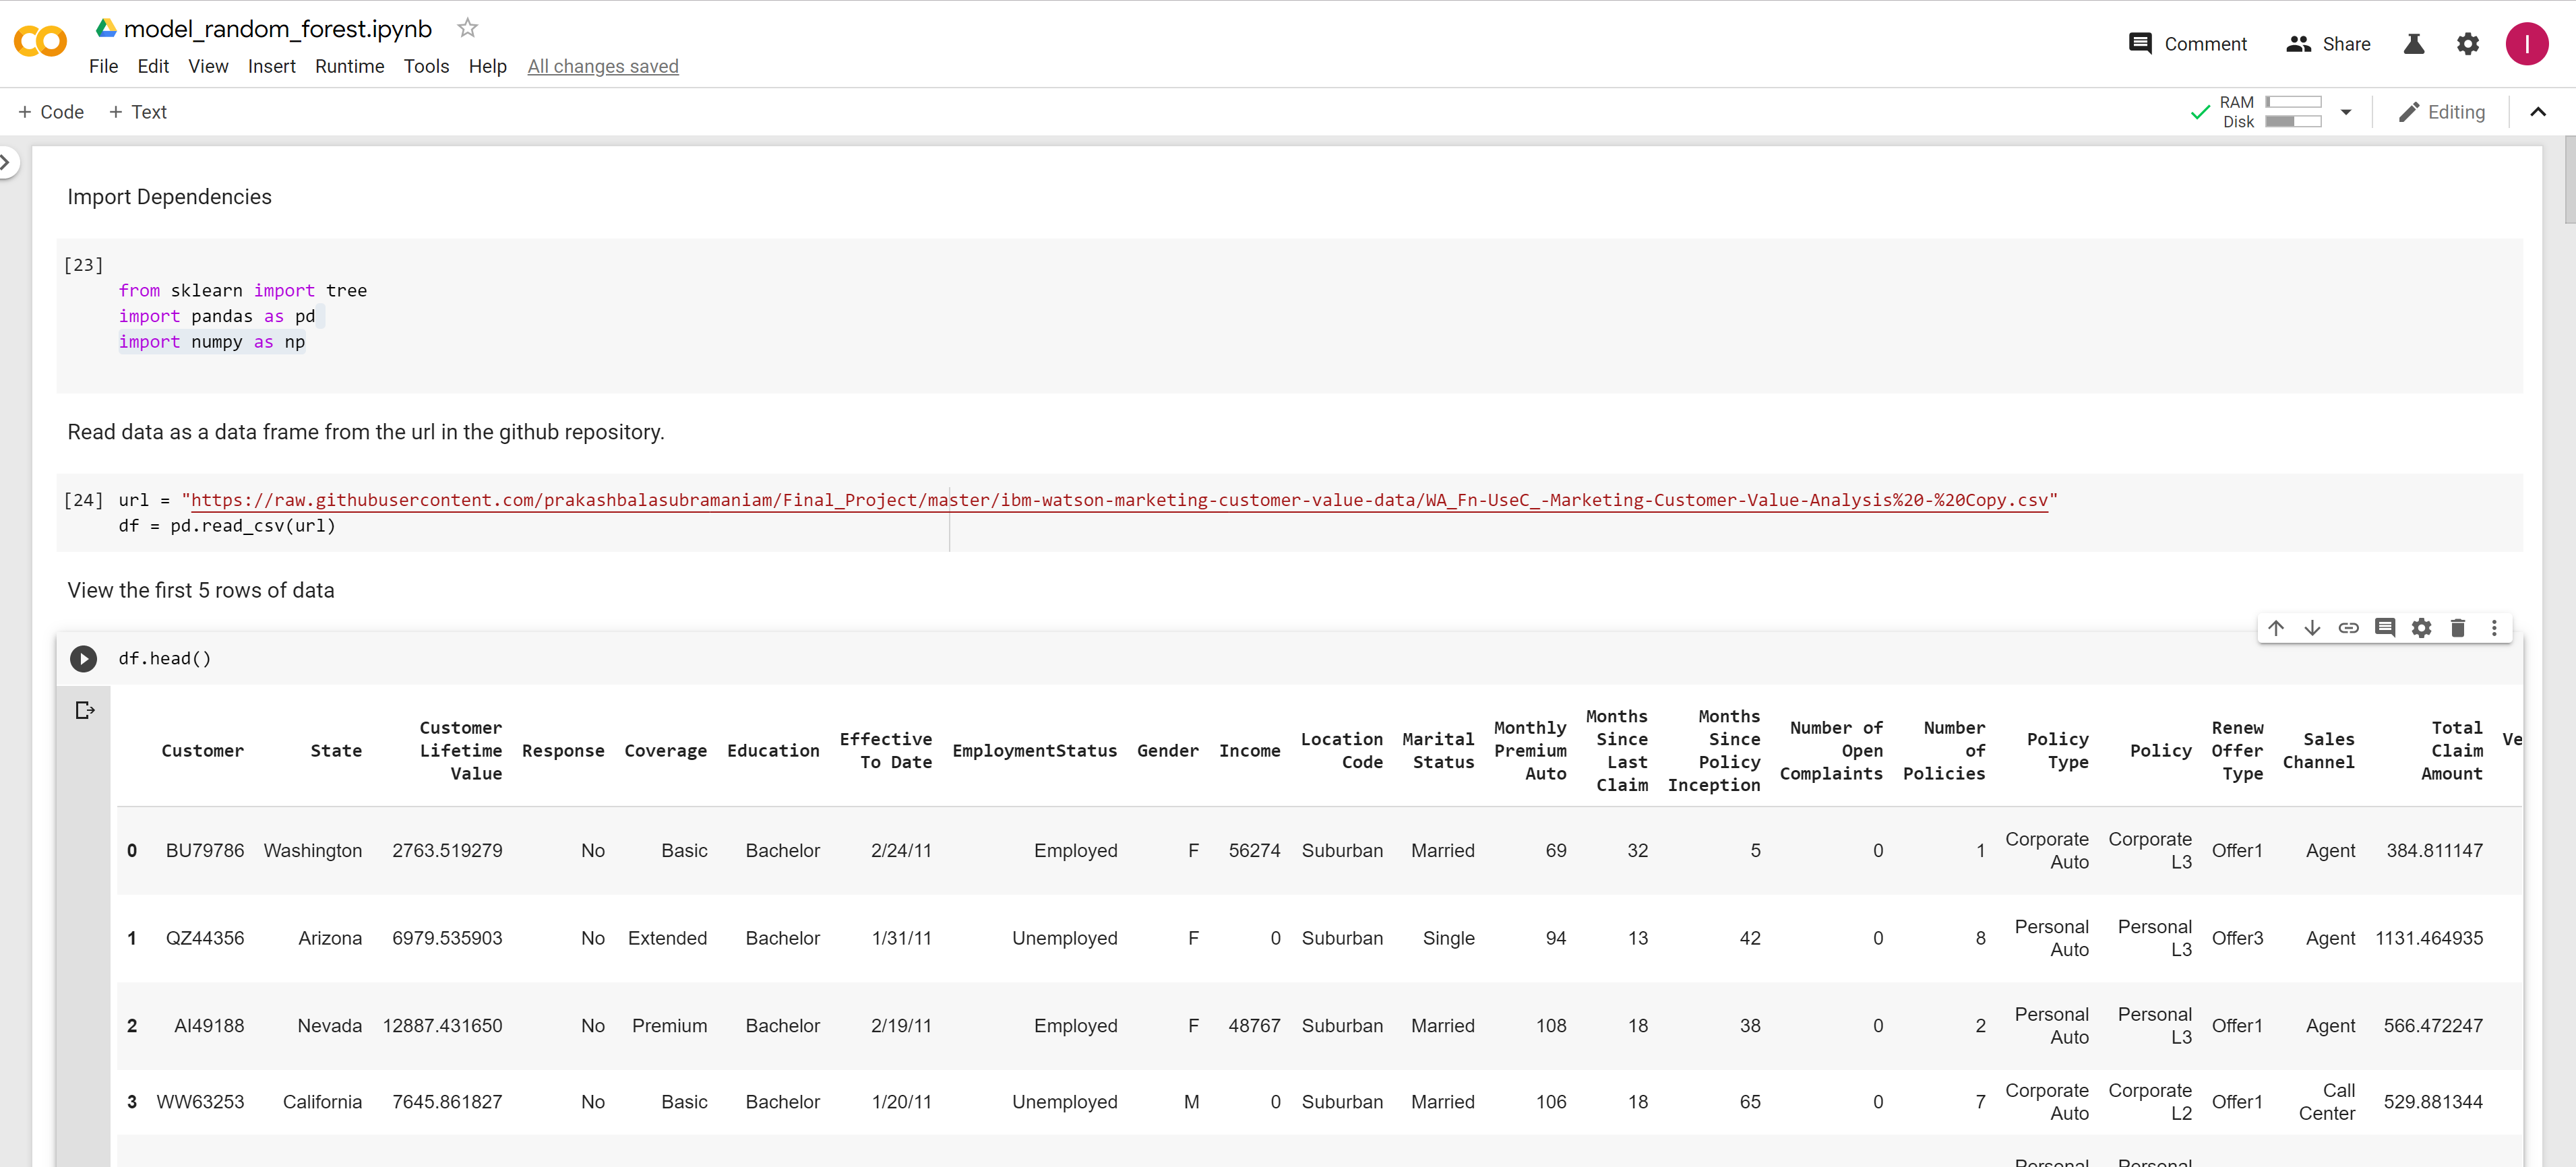 model_random_forest.ipynb
Comment Share I
File Edit View Insert Runtime Tools Help All changes saved
+ Code + Text
RAM
Disk
Editing
Import Dependencies
[23]
from sklearn import tree
import pandas as pd
import numpy as np
Read data as a data frame from the url in the github repository.
[24] url = "https://raw.githubusercontent.com/prakashbalasubramaniam/Final_Project/master/ibm-watson-marketing-customer-value-data/WA_Fn-UseC_-Marketing-Customer-Value-Analysis%20-%20Copy.csv"
df = pd.read_csv(url)
View the first 5 rows of data
df.head()
Customer State Customer Lifetime Value Response Coverage Education Effective To Date EmploymentStatus Gender Income Location Code Marital Status Monthly Premium Auto Months Since Last Claim Months Since Policy Inception Number of Open Complaints Number of Policies Policy Type Policy Renew Offer Type Sales Channel Total Claim Amount Ve
0 BU79786 Washington 2763.519279 No Basic Bachelor 2/24/11 Employed F 56274 Suburban Married 69 32 5 0 1 Corporate Auto Corporate L3 Offer1 Agent 384.811147
1 QZ44356 Arizona 6979.535903 No Extended Bachelor 1/31/11 Unemployed F 0 Suburban Single 94 13 42 0 8 Personal Auto Personal L3 Offer3 Agent 1131.464935
2 AI49188 Nevada 12887.431650 No Premium Bachelor 2/19/11 Employed F 48767 Suburban Married 108 18 38 0 2 Personal Auto Personal L3 Offer1 Agent 566.472247
3 WW63253 California 7645.861827 No Basic Bachelor 1/20/11 Unemployed M 0 Suburban Married 106 18 65 0 7 Corporate Auto Corporate L2 Offer1 Call Center 529.881344
Personal Personal